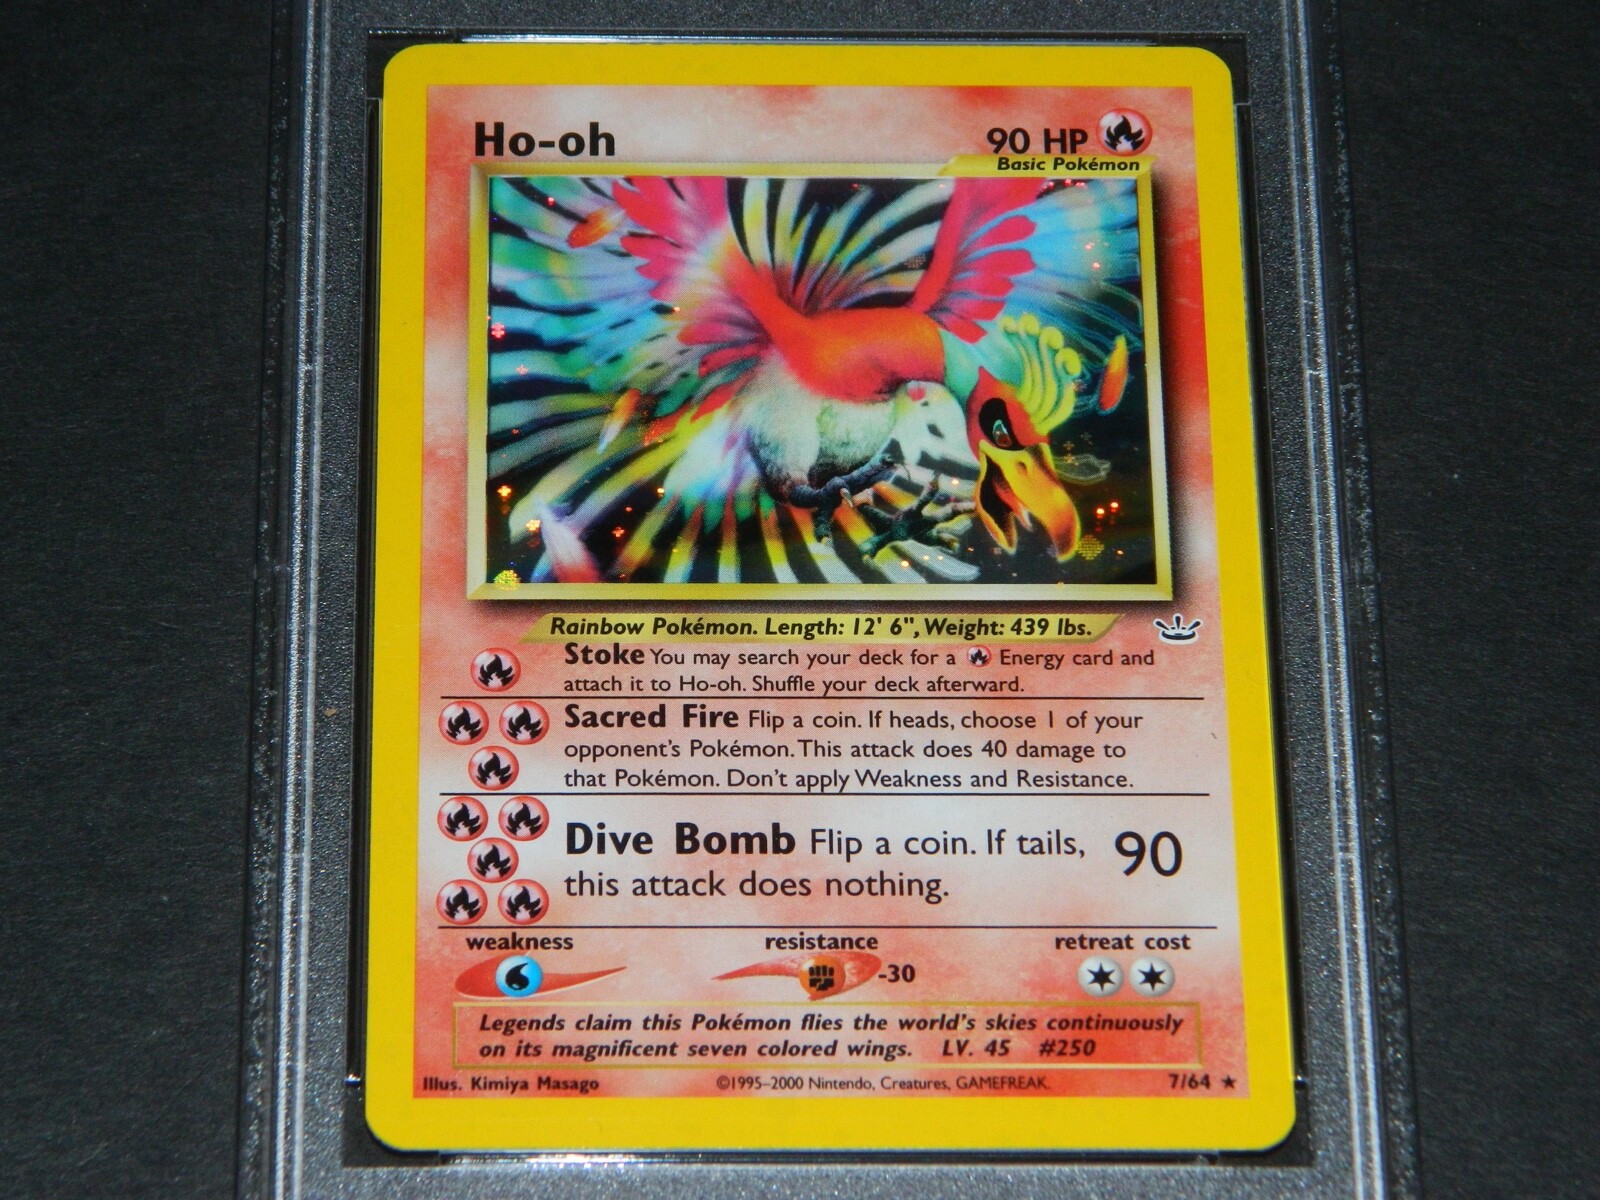 Ho-oh
90 HP
Basic Pokémon
Rainbow Pokémon. Length: 12' 6", Weight: 439 lbs.
Stoke You may search your deck for a Energy card and
attach it to Ho-oh. Shuffle your deck afterward.
Sacred Fire Flip a coin. If heads, choose 1 of your
opponent's Pokémon. This attack does 40 damage to
that Pokémon. Don't apply Weakness and Resistance.
Dive Bomb Flip a coin. If tails,
this attack does nothing.
90
weakness resistance retreat cost
-30
Legends claim this Pokémon flies the world's skies continuously
on its magnificent seven colored wings. LV. 45 #250
Illus. Kimiya Masago ©1995-2000 Nintendo, Creatures, GAMEFREAK. 7/64 ★